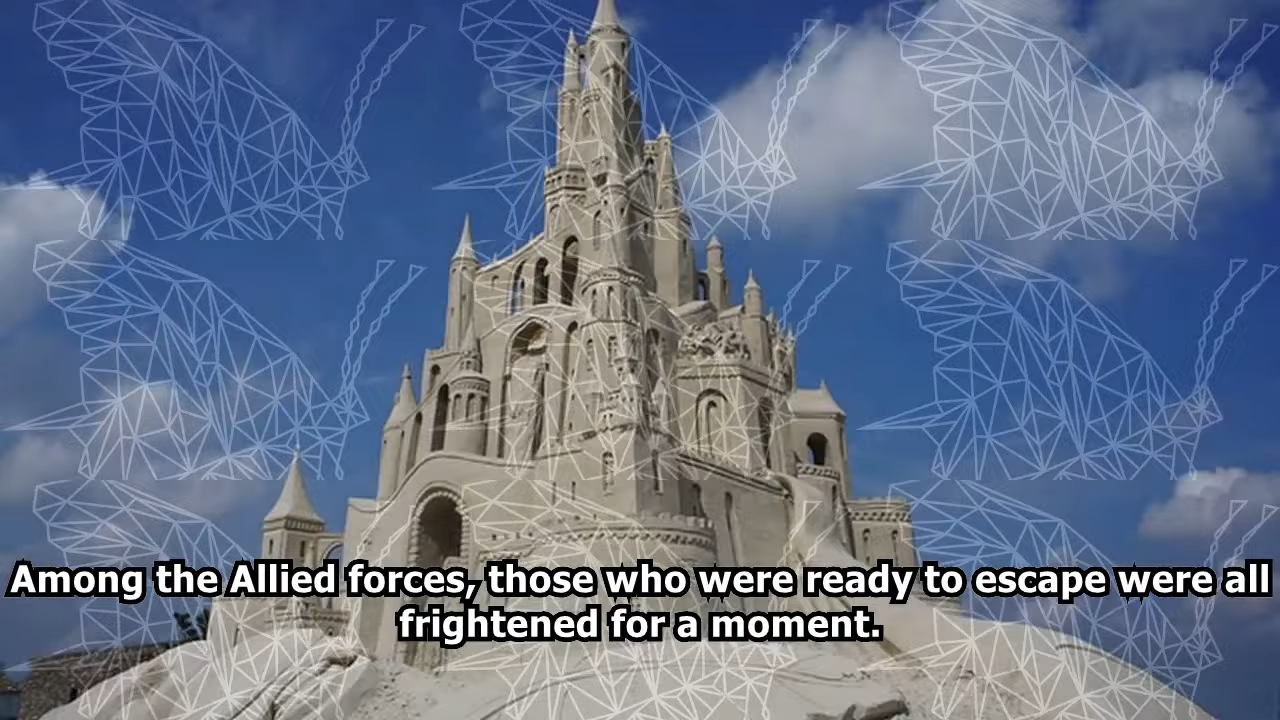 Among the Allied forces, those who were ready to escape were all
frightened for a moment.